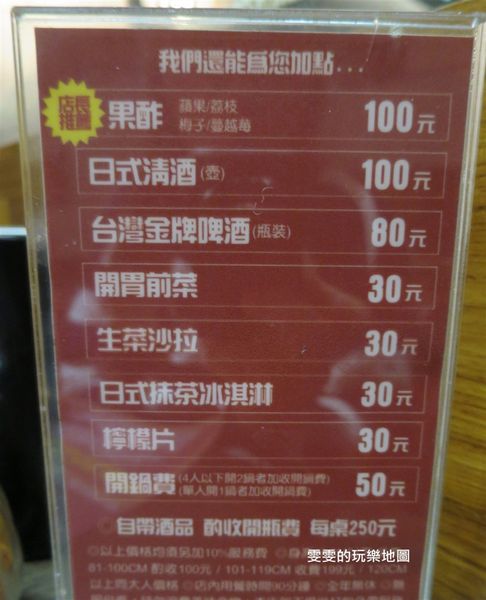 我們還能為您加點...
店長推薦
果酢 蘋果/荔枝 100元
梅子/蔓越莓
日式清酒(壺) 100元
台灣金牌啤酒(瓶裝) 80元
開胃前菜 30元
生菜沙拉 30元
日式抹茶冰淇淋 30元
檸檬片 30元
開鍋費 (4人以下開2鍋者加收開鍋費) 50元
(單人開1鍋者加收開鍋費)
◎自帶酒品 酌收開瓶費 每桌250元
◎以上價格均須另加10%服務費 ◎身高
雯雯的玩樂地圖
81-100CM 酌收100元 / 101-119CM 收費199元 / 120CM
以上同大人價格 ◎店內用餐時間90分鐘 ◎全年無休 ◎無